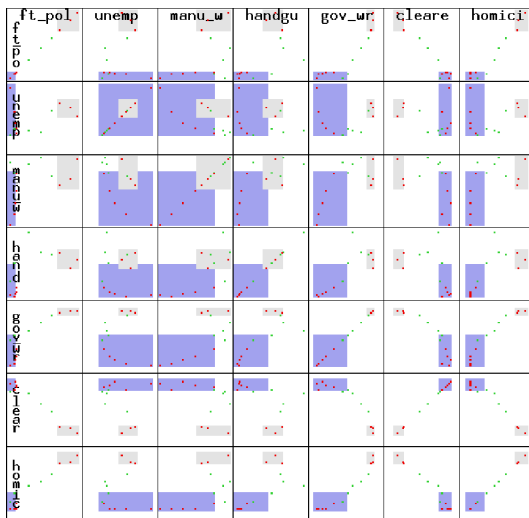 ft_pol unemp manu_w handgu gov_wr cleare homici
ft_po
unemp
manuw
hand
govwr
clear
homic